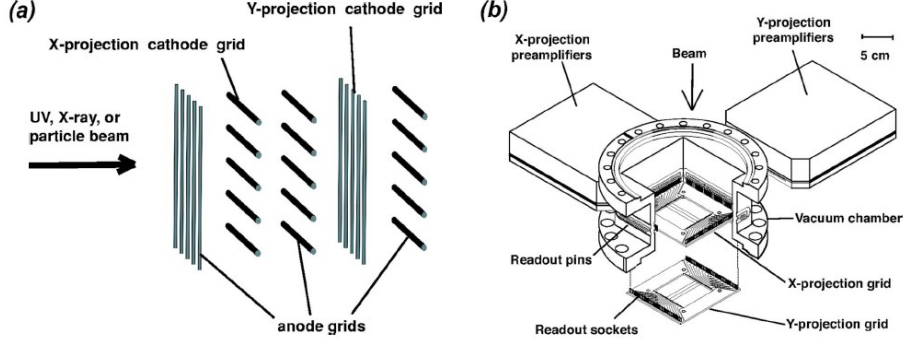 (a)
Y-projection cathode grid
X-projection cathode grid
UV, X-ray, or
particle beam
anode grids
(b)
X-projection
preamplifiers
Beam
Y-projection
preamplifiers
5 cm
Vacuum chamber
Readout pins
X-projection grid
Readout sockets
Y-projection grid